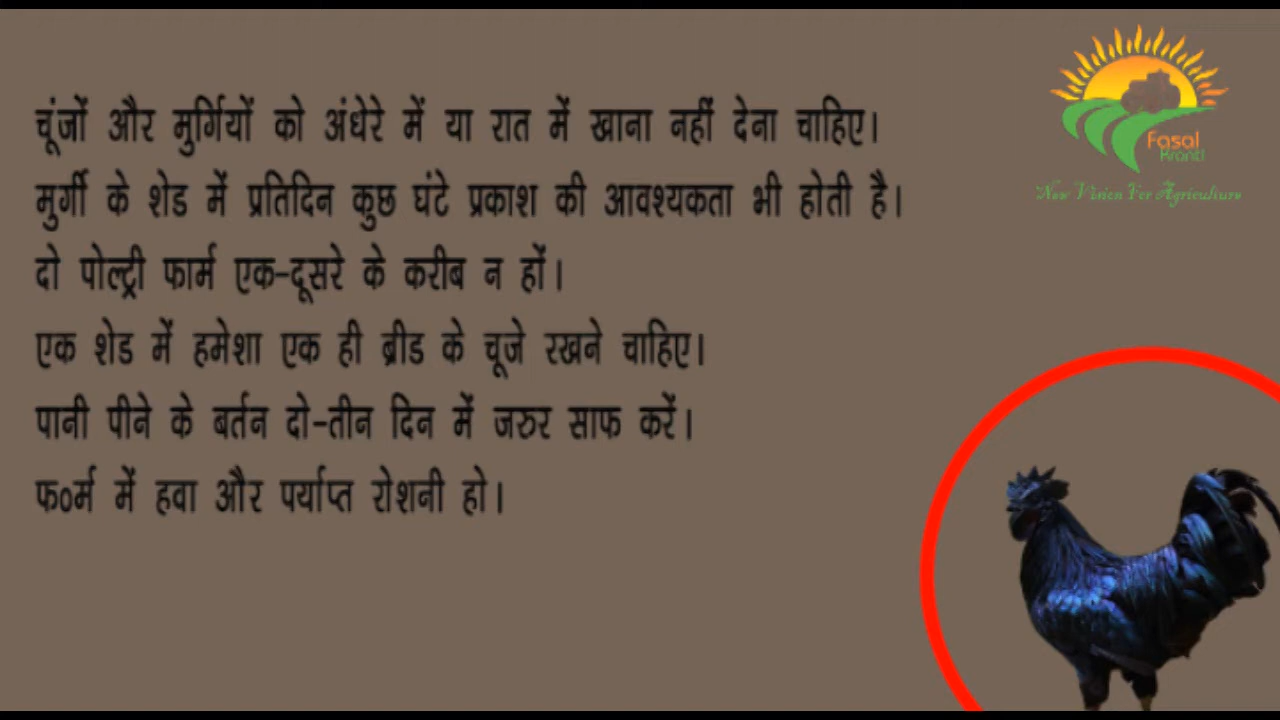 चूंजों और मुर्गियों को अंधेरे में या रात में खाना नहीं देना चाहिए।
मुर्गी के शेड में प्रतिदिन कुछ घंटे प्रकाश की आवश्यकता भी होती है।
दो पोल्ट्री फार्म एक-दूसरे के करीब न हों।
एक शेड में हमेशा एक ही ब्रीड के चूजे रखने चाहिए।
पानी पीने के बर्तन दो-तीन दिन में जरुर साफ करें।
फ०र्म में हवा और पर्याप्त रोशनी हो।
Fasal
Kranti
New Vision For Agriculture